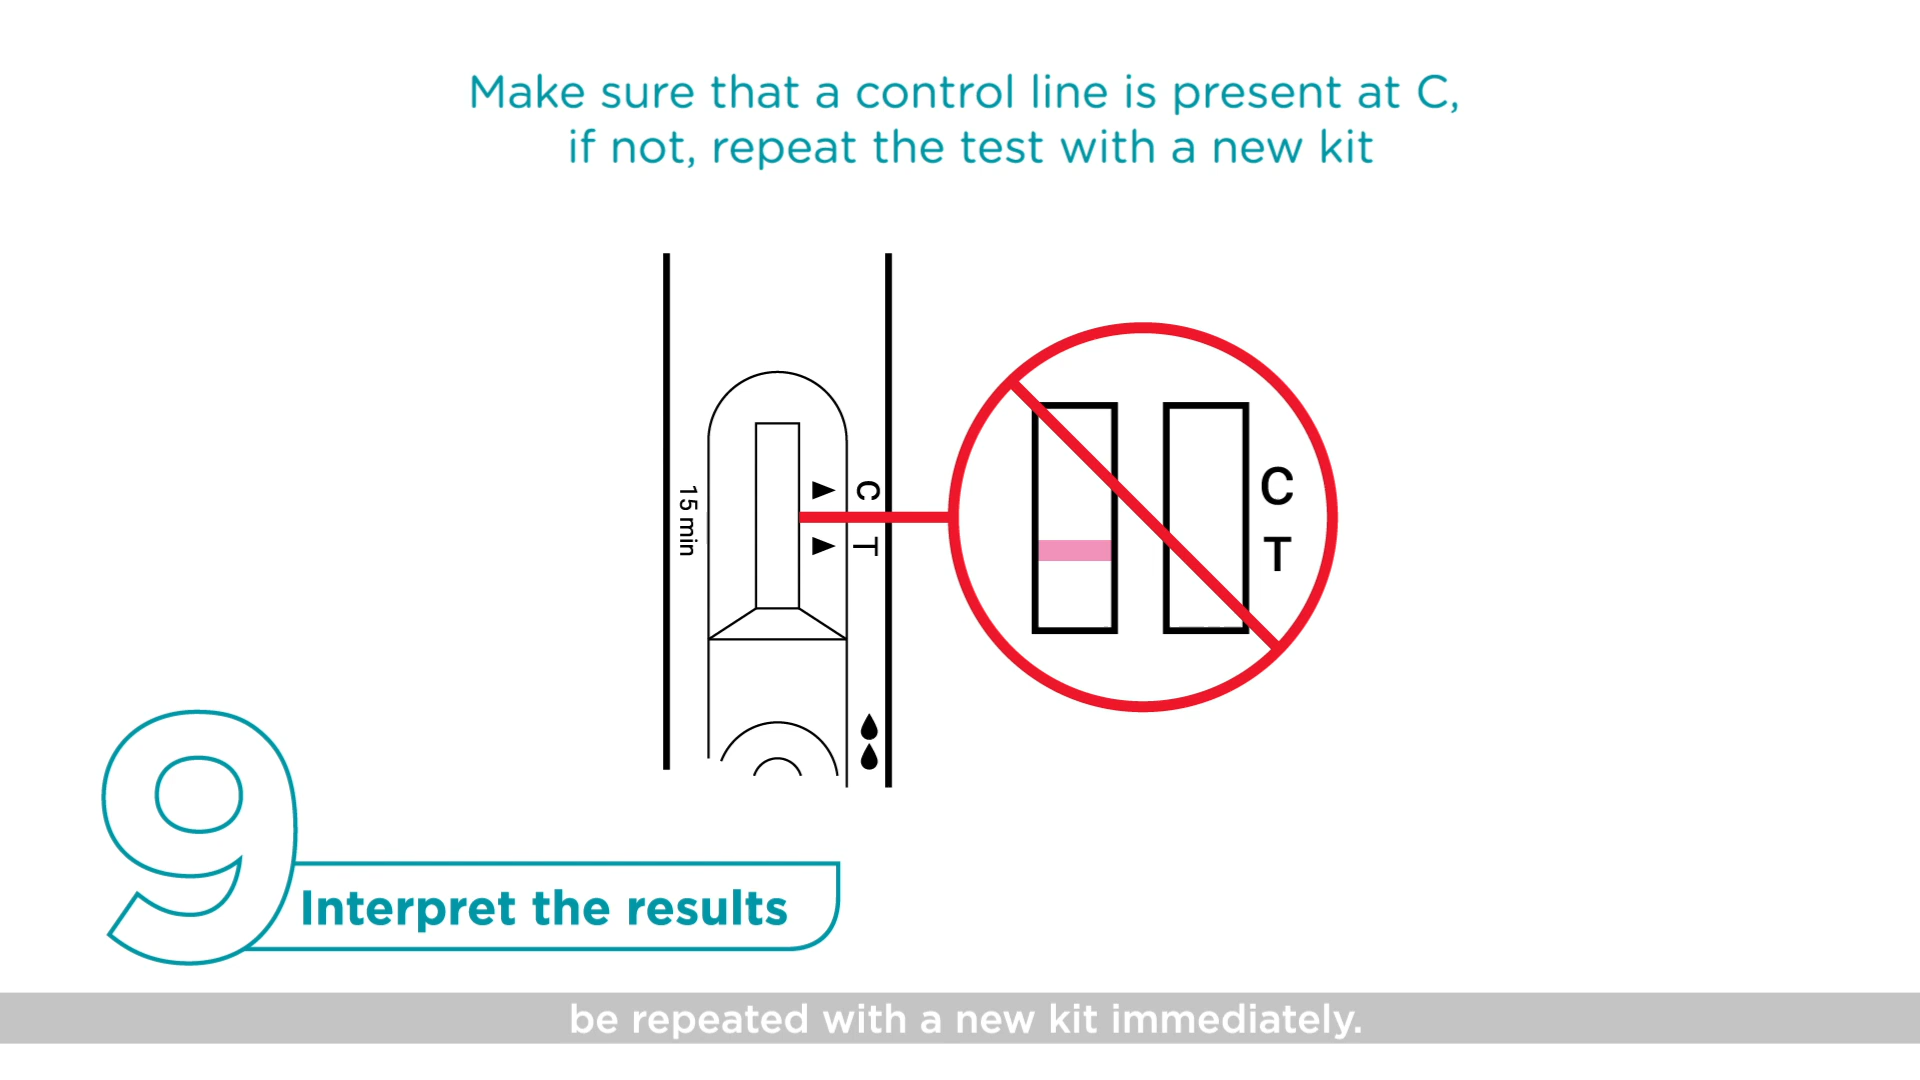 Make sure that a control line is present at C,
if not, repeat the test with a new kit
15 min
C
T
C
T
9
Interpret the results
be repeated with a new kit immediately.